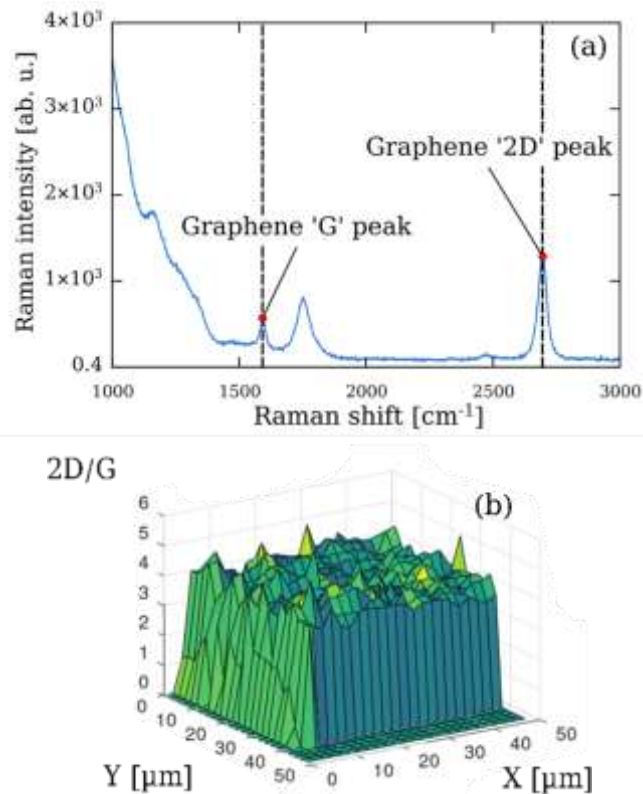 (a)
Raman intensity [ab. u.]
4×10³
3×10³
2×10³
1×10³
0.4
Graphene '2D' peak
Graphene 'G' peak
1000 1500 2000 2500 3000
Raman shift [cm⁻¹]
2D/G
(b)
6
5
4
3
2
1
0
0
10
20
30
40
50
Y [μm]
0
10
20
30
40
50
X [μm]